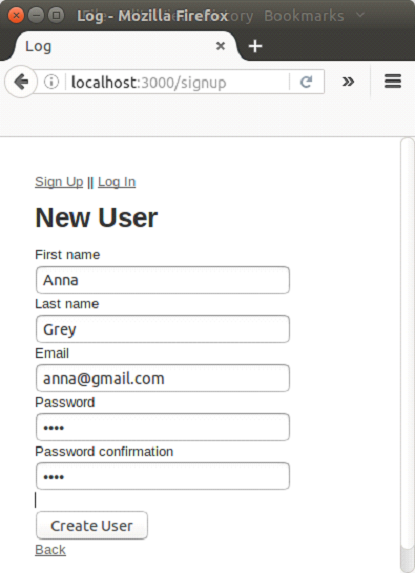 Log - Mozilla Firefox
Bookmarks
Log
localhost:3000/signup
Sign Up || Log In
New User
First name
Anna
Last name
Grey
Email
anna@gmail.com
Password
••••
Password confirmation
••••
Create User
Back